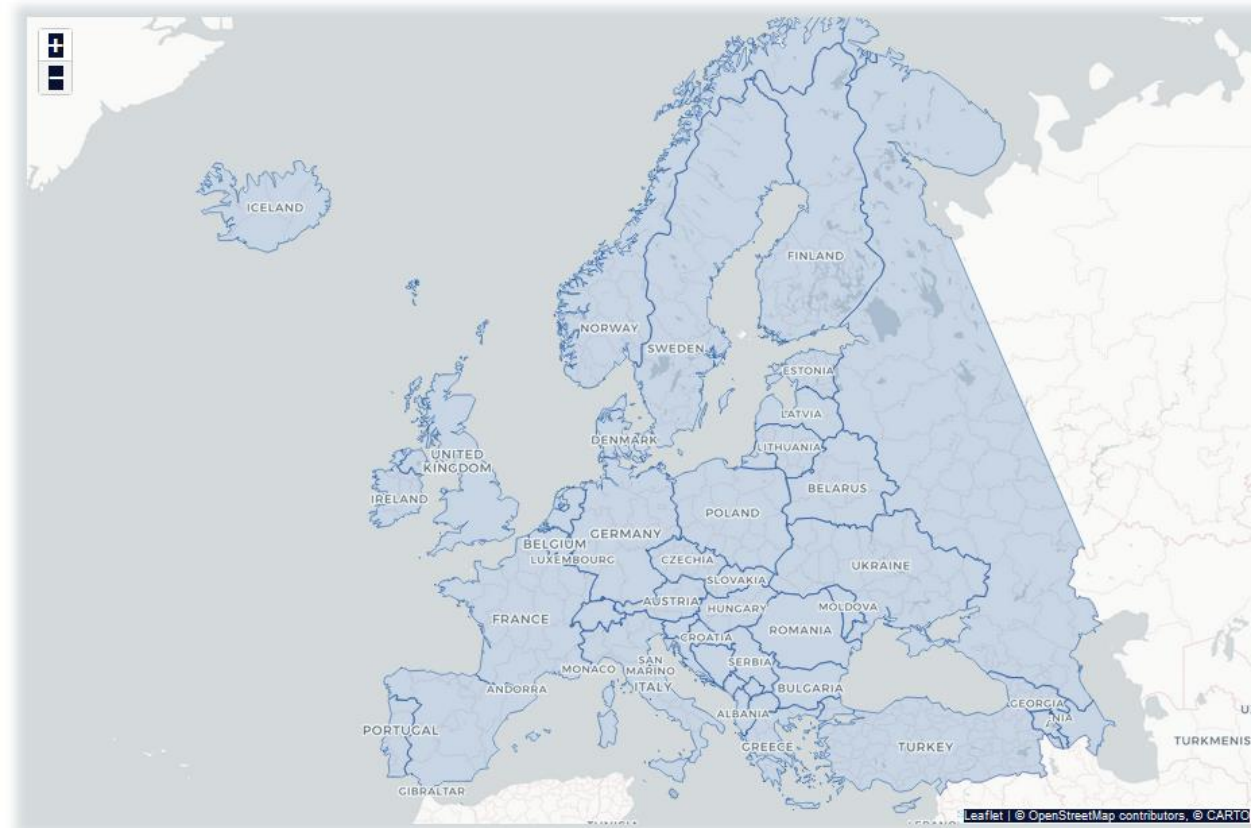 +
−
ICELAND
FINLAND
NORWAY
SWEDEN
ESTONIA
LATVIA
DENMARK
LITHUANIA
UNITED
KINGDOM
IRELAND
BELARUS
POLAND
GERMANY
BELGIUM
LUXEMBOURG
CZECHIA
UKRAINE
SLOVAKIA
AUSTRIA
HUNGARY
MOLDOVA
FRANCE
ROMANIA
CROATIA
SAN
MARINO
SERBIA
MONACO
ITALY
ANDORRA
BULGARIA
GEORGIA
ALBANIA
NIA
PORTUGAL
GREECE
TURKEY
TURKMENIS
GIBRALTAR
Leaflet | © OpenStreetMap contributors, © CARTO